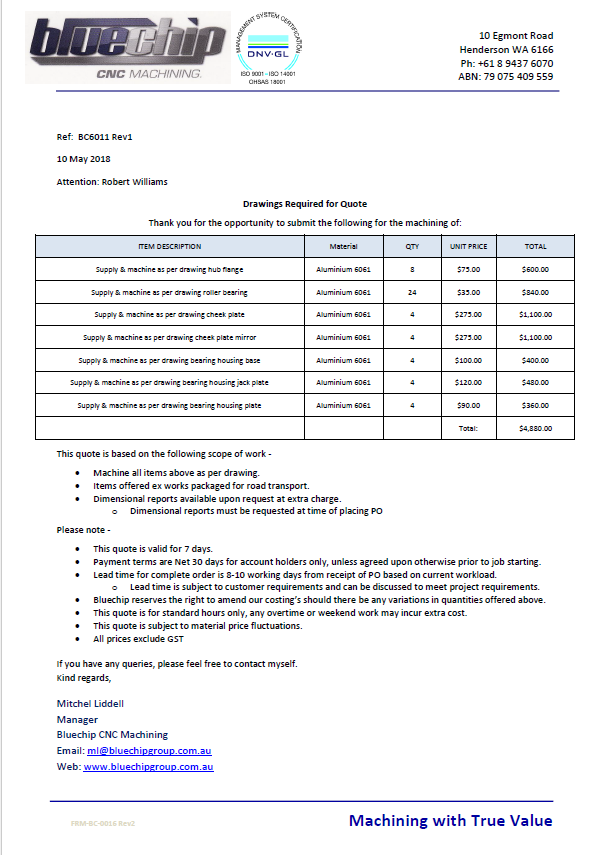 bluechip
CNC MACHINING.
MANAGEMENT SYSTEM CERTIFICATION
DNV·GL
ISO 9001 - ISO 14001
OHSAS 18001
10 Egmont Road
Henderson WA 6166
Ph: +61 8 9437 6070
ABN: 79 075 409 559
Ref: BC6011 Rev1
10 May 2018
Attention: Robert Williams
Drawings Required for Quote
Thank you for the opportunity to submit the following for the machining of:
ITEM DESCRIPTION Material QTY UNIT PRICE TOTAL
Supply & machine as per drawing hub flange Aluminium 6061 8 $75.00 $600.00
Supply & machine as per drawing roller bearing Aluminium 6061 24 $35.00 $840.00
Supply & machine as per drawing cheek plate Aluminium 6061 4 $275.00 $1,100.00
Supply & machine as per drawing cheek plate mirror Aluminium 6061 4 $275.00 $1,100.00
Supply & machine as per drawing bearing housing base Aluminium 6061 4 $100.00 $400.00
Supply & machine as per drawing bearing housing jack plate Aluminium 6061 4 $120.00 $480.00
Supply & machine as per drawing bearing housing plate Aluminium 6061 4 $90.00 $360.00
Total: $4,880.00
This quote is based on the following scope of work -
• Machine all items above as per drawing.
• Items offered ex works packaged for road transport.
• Dimensional reports available upon request at extra charge.
o Dimensional reports must be requested at time of placing PO
Please note -
• This quote is valid for 7 days.
• Payment terms are Net 30 days for account holders only, unless agreed upon otherwise prior to job starting.
• Lead time for complete order is 8-10 working days from receipt of PO based on current workload.
o Lead time is subject to customer requirements and can be discussed to meet project requirements.
• Bluechip reserves the right to amend our costing's should there be any variations in quantities offered above.
• This quote is for standard hours only, any overtime or weekend work may incur extra cost.
• This quote is subject to material price fluctuations.
• All prices exclude GST
If you have any queries, please feel free to contact myself.
Kind regards,
Mitchel Liddell
Manager
Bluechip CNC Machining
Email: ml@bluechipgroup.com.au
Web: www.bluechipgroup.com.au
FRM-BC-0016 Rev1
Machining with True Value